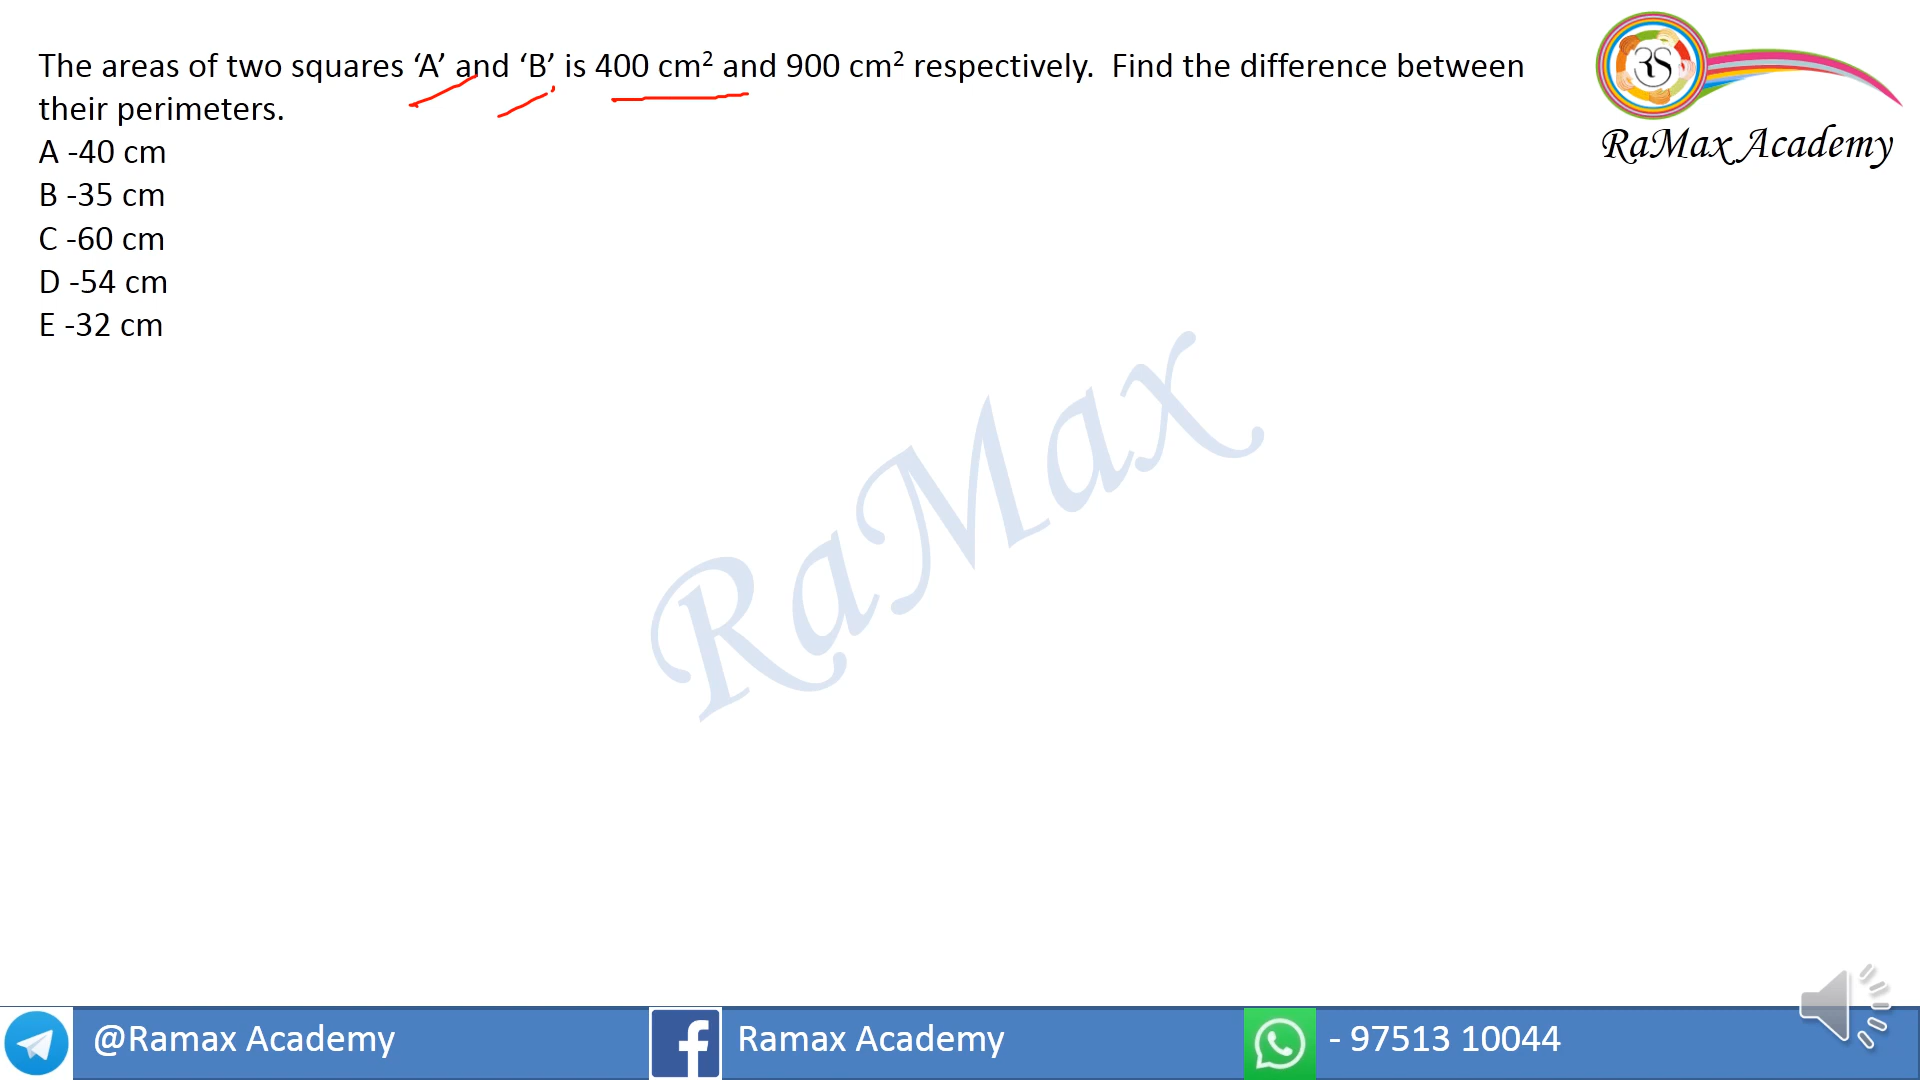 The areas of two squares ‘A’ and ‘B’ is 400 cm² and 900 cm² respectively.  Find the difference between
their perimeters.
A -40 cm
B -35 cm
C -60 cm
D -54 cm
E -32 cm
RS
RaMax Academy
RaMax
@Ramax Academy
Ramax Academy
- 97513 10044